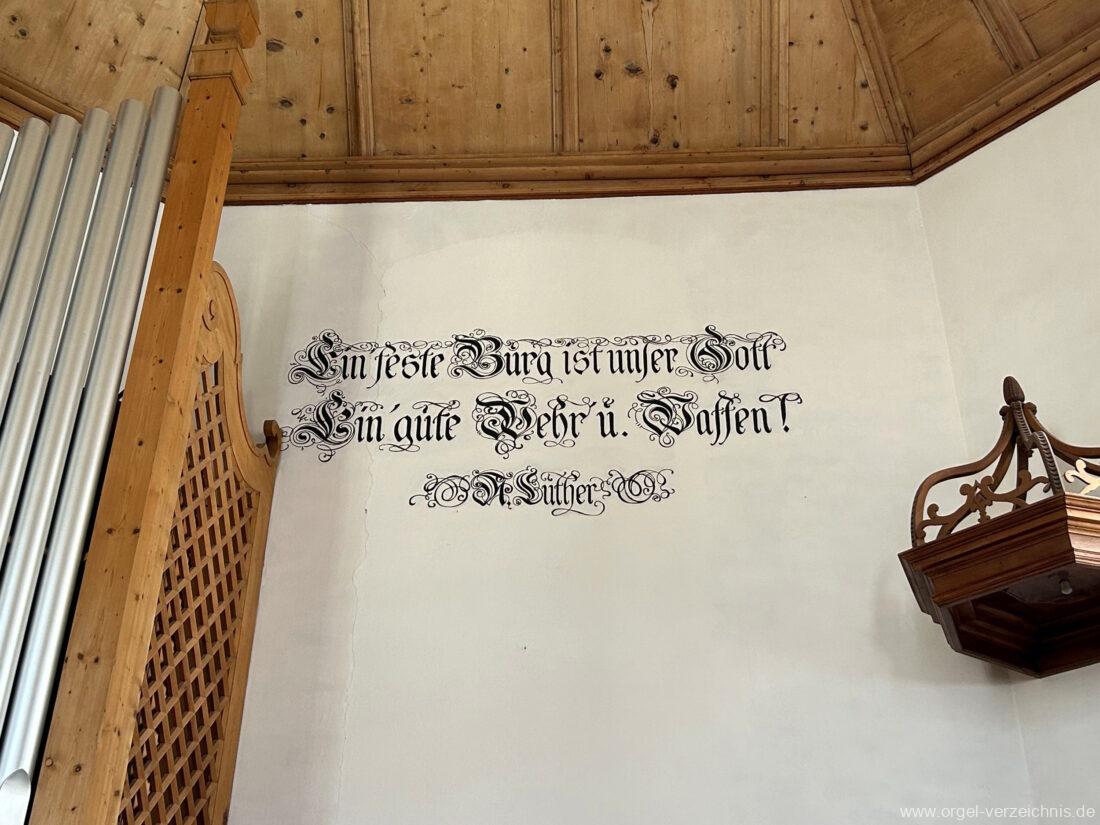 Ein feste Burg ist unser Gott
Ein gute Wehr u. Waffen!
M. Luther
www.orgel-verzeichnis.de